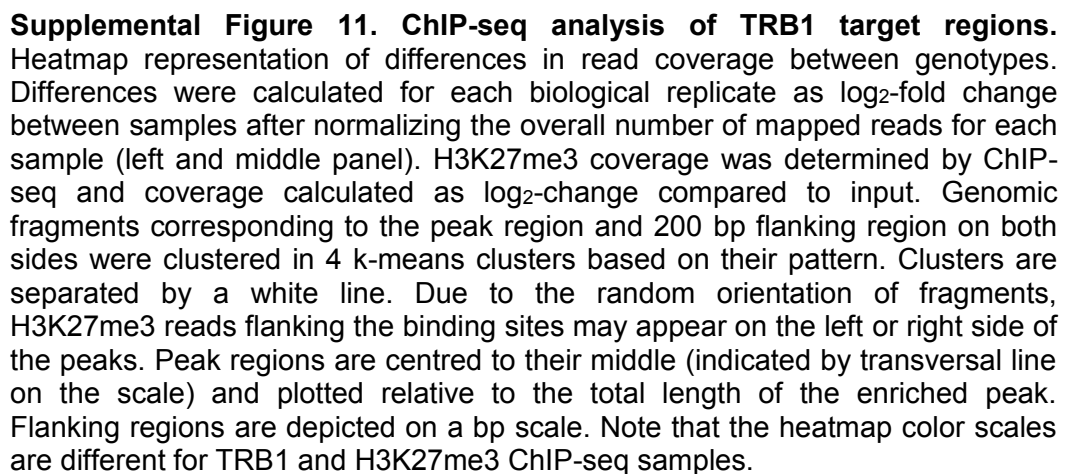 Supplemental Figure 11. ChIP-seq analysis of TRB1 target regions.
Heatmap representation of differences in read coverage between genotypes.
Differences were calculated for each biological replicate as log2-fold change
between samples after normalizing the overall number of mapped reads for each
sample (left and middle panel). H3K27me3 coverage was determined by ChIP-
seq and coverage calculated as log2-change compared to input. Genomic
fragments corresponding to the peak region and 200 bp flanking region on both
sides were clustered in 4 k-means clusters based on their pattern. Clusters are
separated by a white line. Due to the random orientation of fragments,
H3K27me3 reads flanking the binding sites may appear on the left or right side of
the peaks. Peak regions are centred to their middle (indicated by transversal line
on the scale) and plotted relative to the total length of the enriched peak.
Flanking regions are depicted on a bp scale. Note that the heatmap color scales
are different for TRB1 and H3K27me3 ChIP-seq samples.